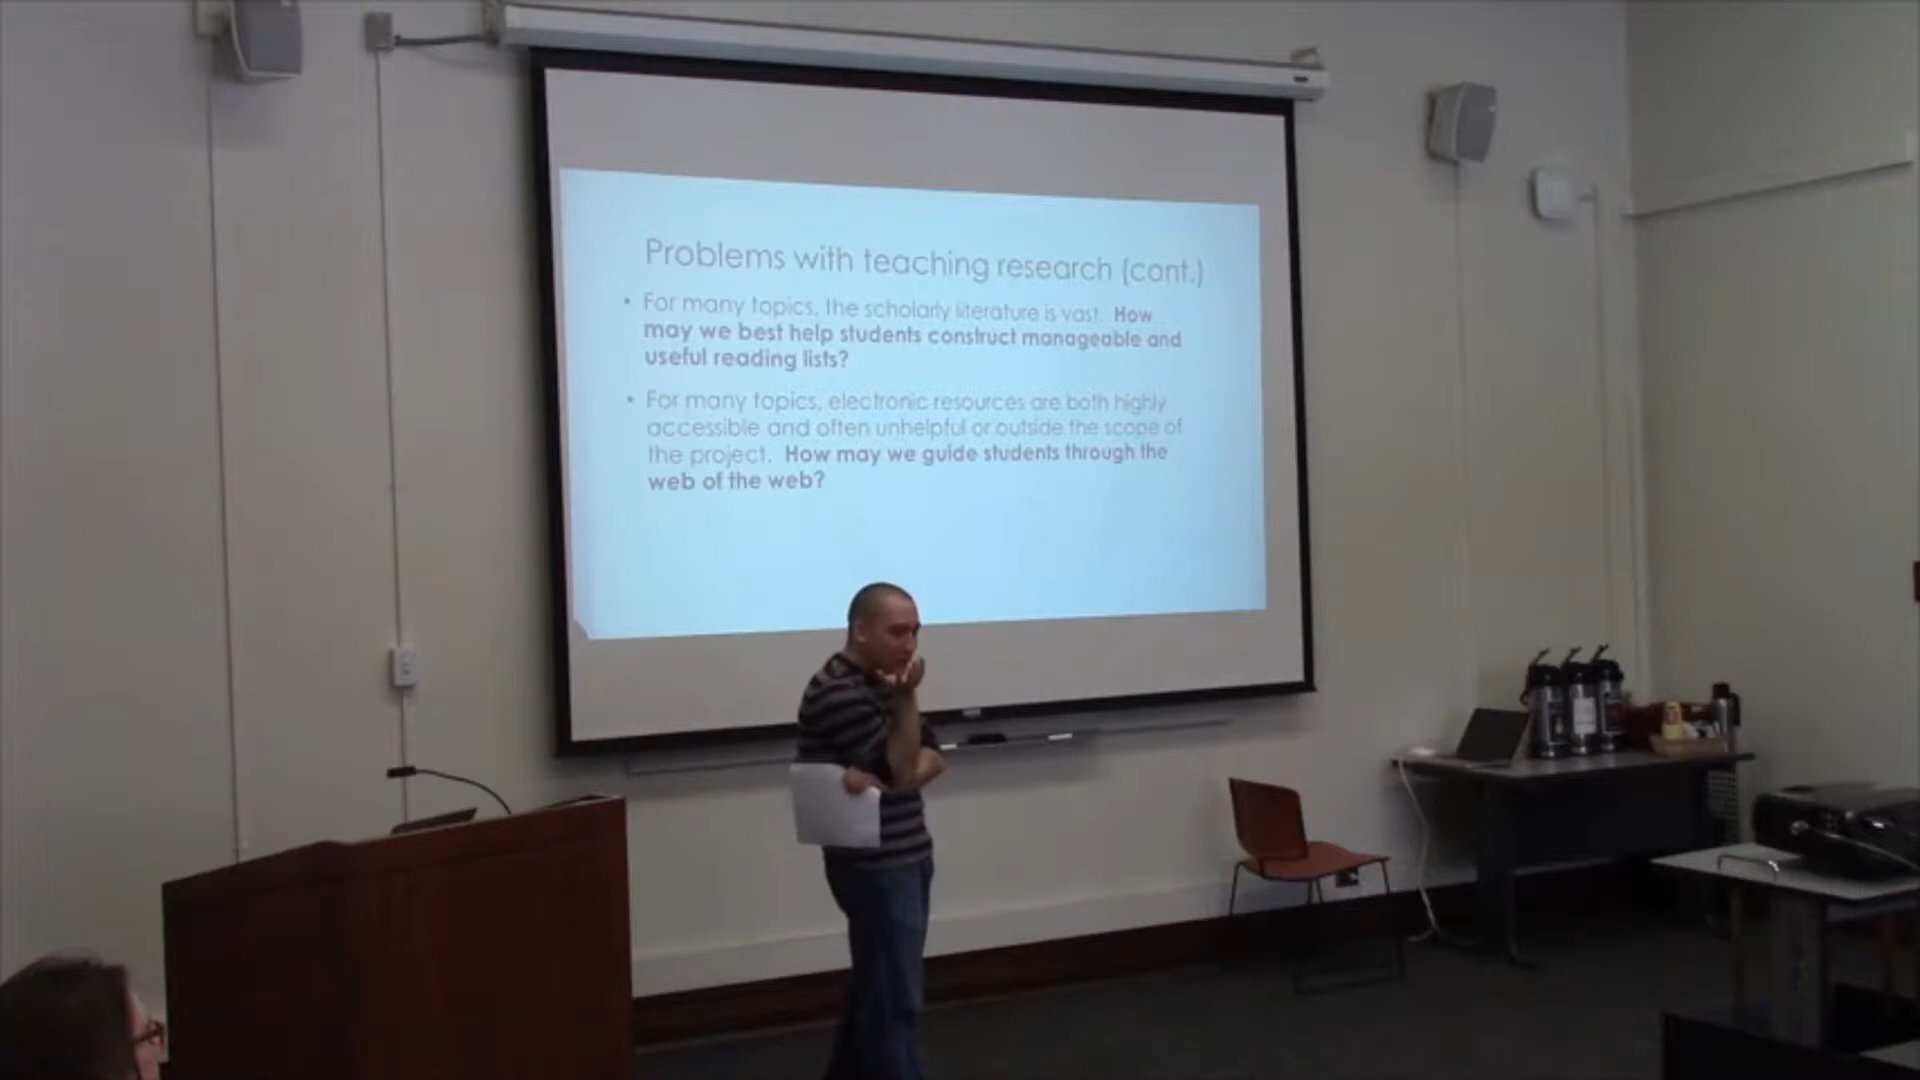 Problems with teaching research (cont.)
• For many topics, the scholarly literature is vast. How
may we best help students construct manageable and
useful reading lists?
• For many topics, electronic resources are both highly
accessible and often unhelpful or outside the scope of
the project. How may we guide students through the
web of the web?